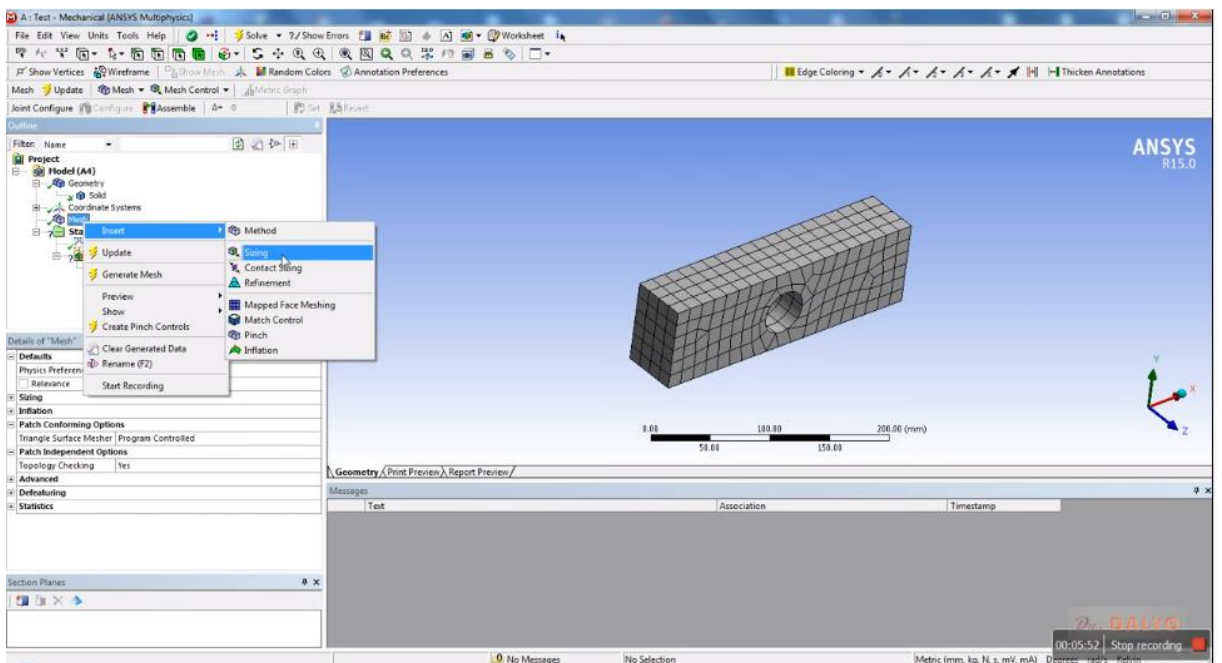 A : Test - Mechanical [ANSYS Multiphysics]
File Edit View Units Tools Help Solve ?/ Show Errors Worksheet
Show Vertices Wireframe Show Mesh Random Colors Annotation Preferences Edge Coloring Thicken Annotations
Mesh Update Mesh Mesh Control Metric Graph
Joint Configure Configure Assemble Δ= 0 Set Revert
Outline
Filter: Name
Project
Model (A4)
Geometry
Solid
Coordinate Systems
Mesh
Sta
Insert
Update
Generate Mesh
Preview
Show
Create Pinch Controls
Clear Generated Data
Rename (F2)
Start Recording
Method
Sizing
Contact Sizing
Refinement
Mapped Face Meshing
Match Control
Pinch
Inflation
ANSYS
R15.0
Y
X
Z
0.00 100.00 200.00 (mm)
50.00 150.00
Geometry Print Preview Report Preview
Details of "Mesh"
Defaults
Physics Preferen
Relevance
Sizing
Inflation
Patch Conforming Options
Triangle Surface Mesher Program Controlled
Patch Independent Options
Topology Checking Yes
Advanced
Defeaturing
Statistics
Messages
Text Association Timestamp
Section Planes
Dr. DALYO
00:05:52 Stop recording
0 No Messages No Selection Metric (mm, kg, N, s, mV, mA) Degrees rad/s Kelvin